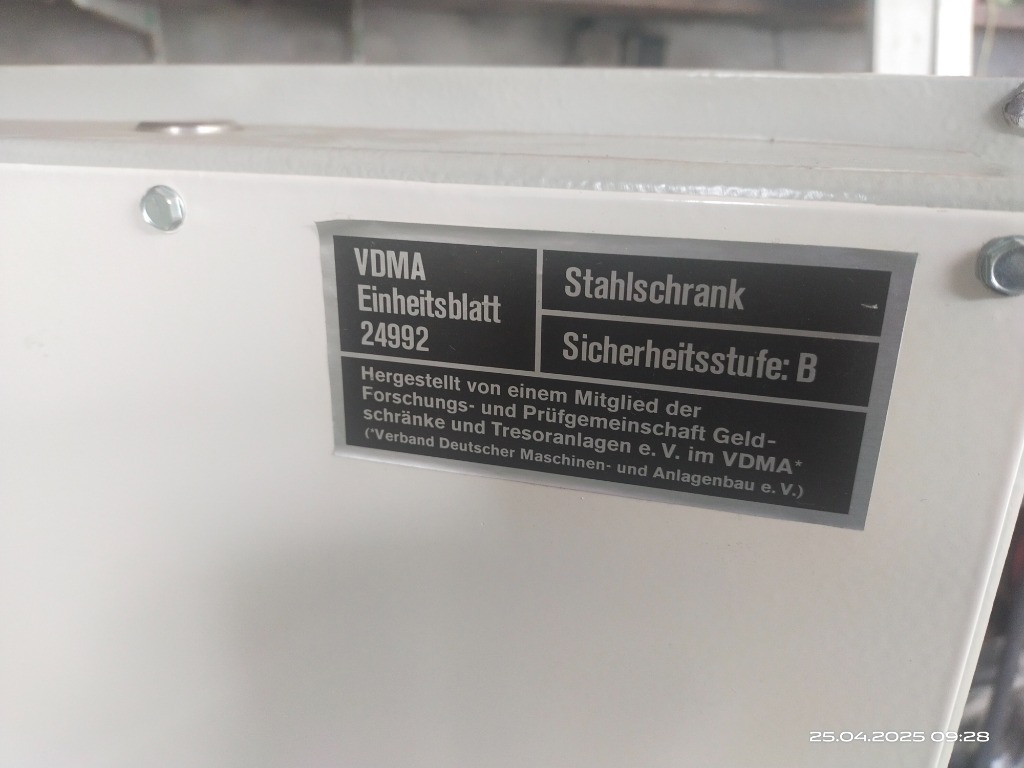 VDMA
Einheitsblatt
24992
Stahlschrank
Sicherheitsstufe: B
Hergestellt von einem Mitglied der
Forschungs- und Prüfgemeinschaft Geld-
schränke und Tresoranlagen e. V. im VDMA*
(*Verband Deutscher Maschinen- und Anlagenbau e. V.)
25.04.2025 09:28